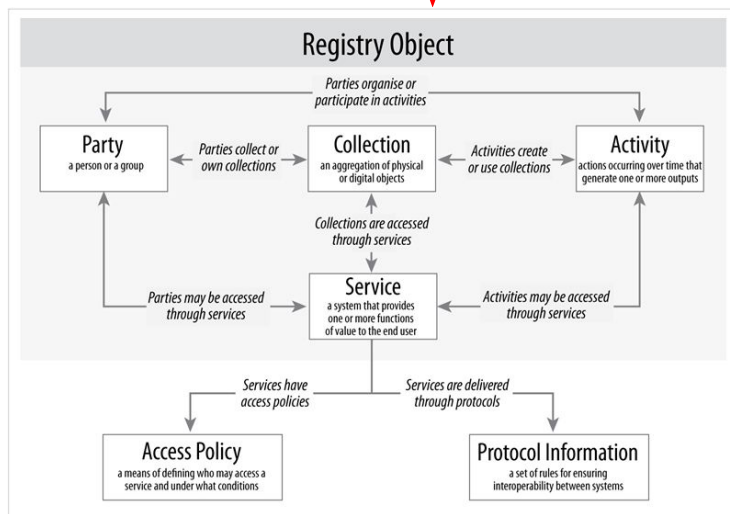 Registry Object
Parties organise or
participate in activities
Party
a person or a group
Parties collect or
own collections
Collection
an aggregation of physical
or digital objects
Activities create
or use collections
Activity
actions occurring over time that
generate one or more outputs
Collections are accessed
through services
Parties may be accessed
through services
Service
a system that provides
one or more functions
of value to the end user
Activities may be accessed
through services
Services have
access policies
Services are delivered
through protocols
Access Policy
a means of defining who may access a
service and under what conditions
Protocol Information
a set of rules for ensuring
interoperability between systems